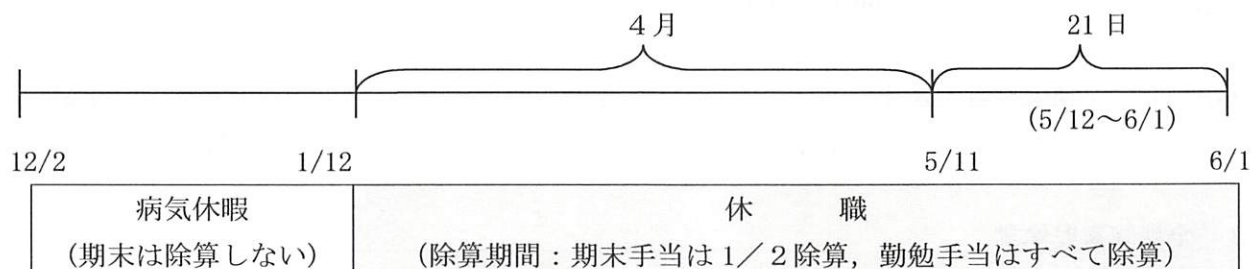 4月 21 日
(5/12~6/1)
12/2 1/12 5/11 6/1
病気休暇 休 職
(期末は除算しない) (除算期間:期末手当は1/2除算,勤勉手当はすべて除算)